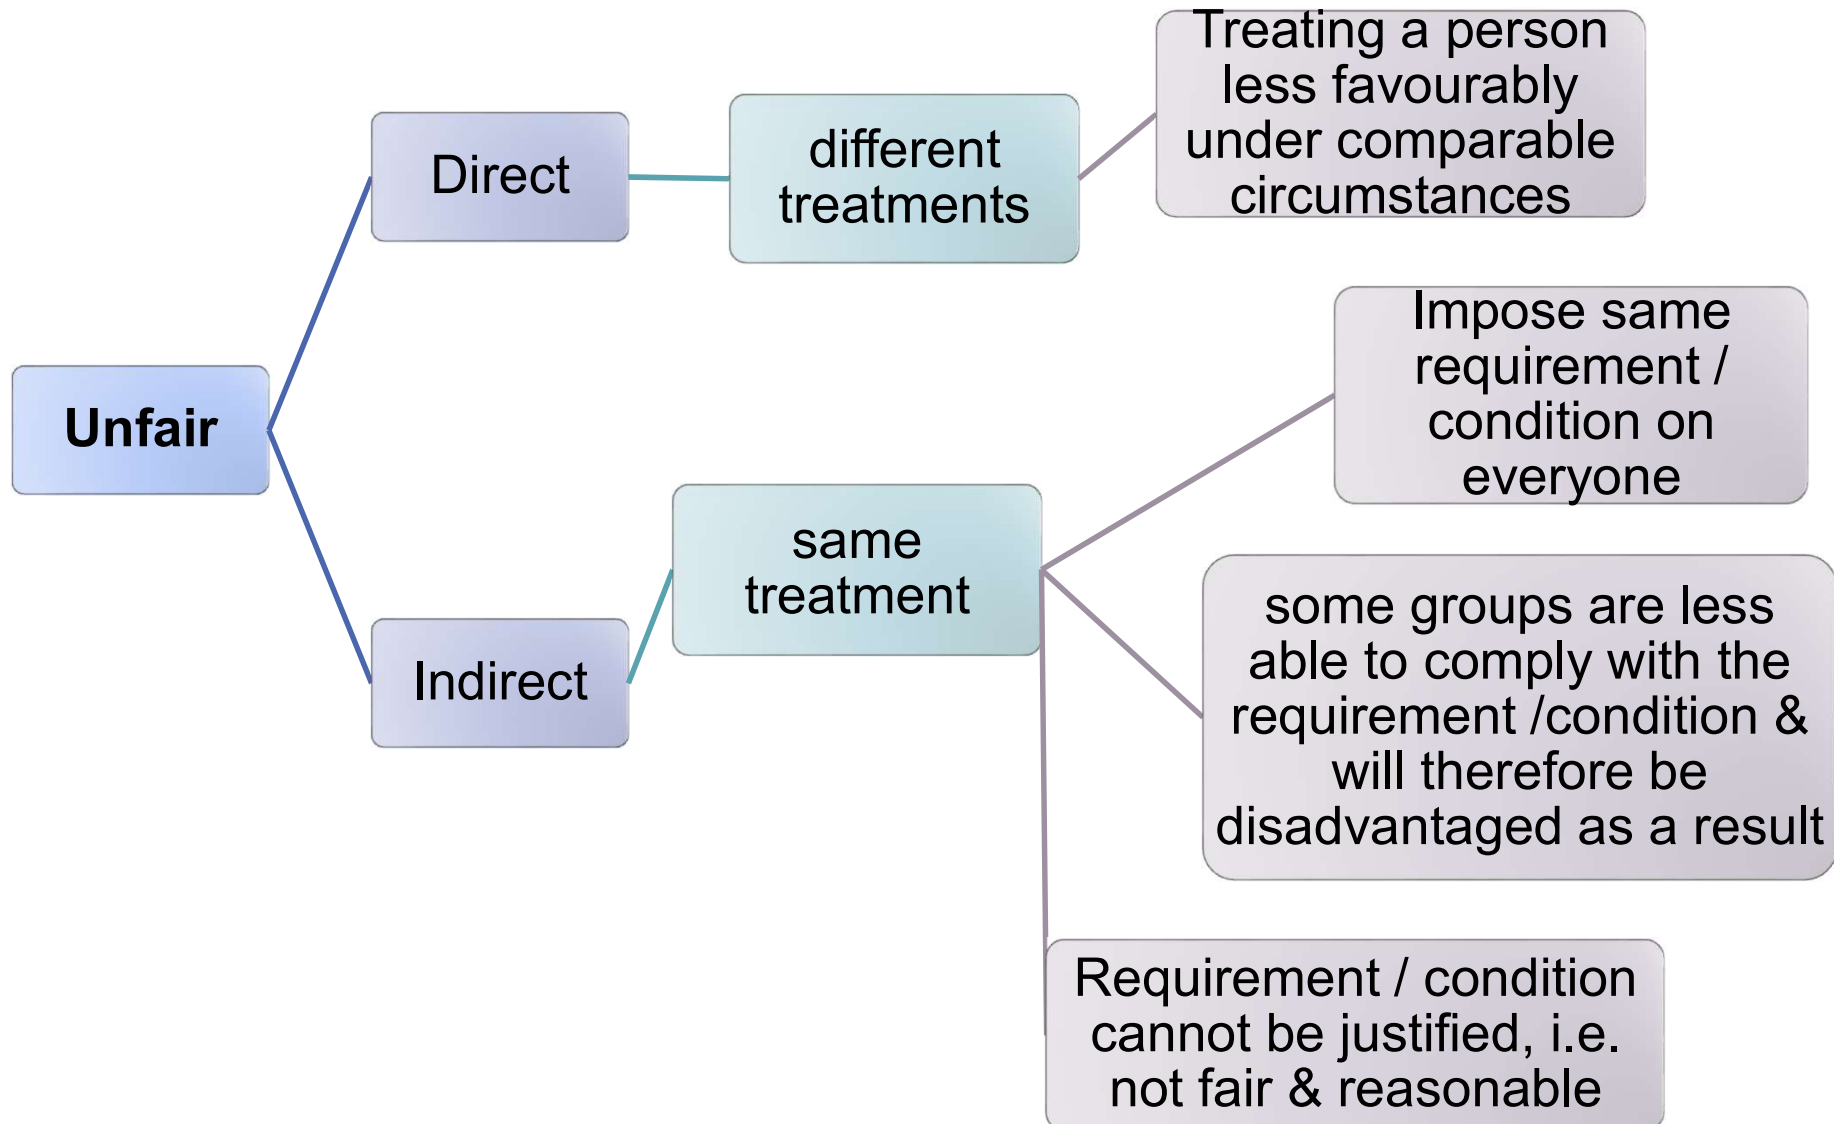 Unfair
Direct
different
treatments
Treating a person
less favourably
under comparable
circumstances
Indirect
same
treatment
Impose same
requirement /
condition on
everyone
some groups are less
able to comply with the
requirement /condition &
will therefore be
disadvantaged as a result
Requirement / condition
cannot be justified, i.e.
not fair & reasonable